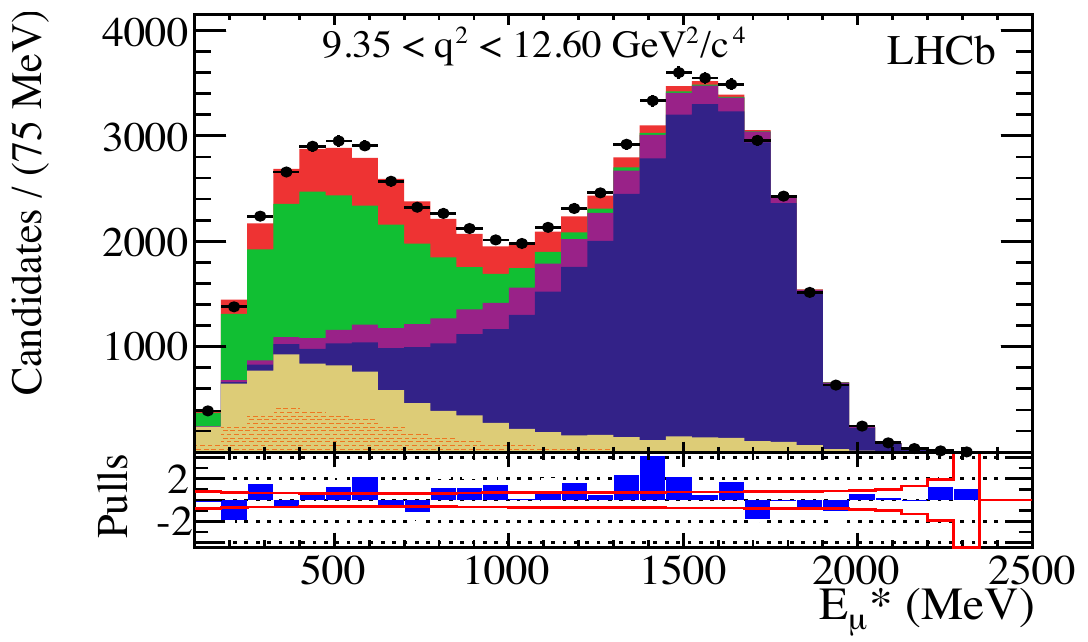 4000
3000
2000
1000
Candidates / (75 MeV)
9.35 < q² < 12.60 GeV²/c⁴
LHCb
Pulls
2
-2
500 1000 1500 2000 2500
Eμ* (MeV)